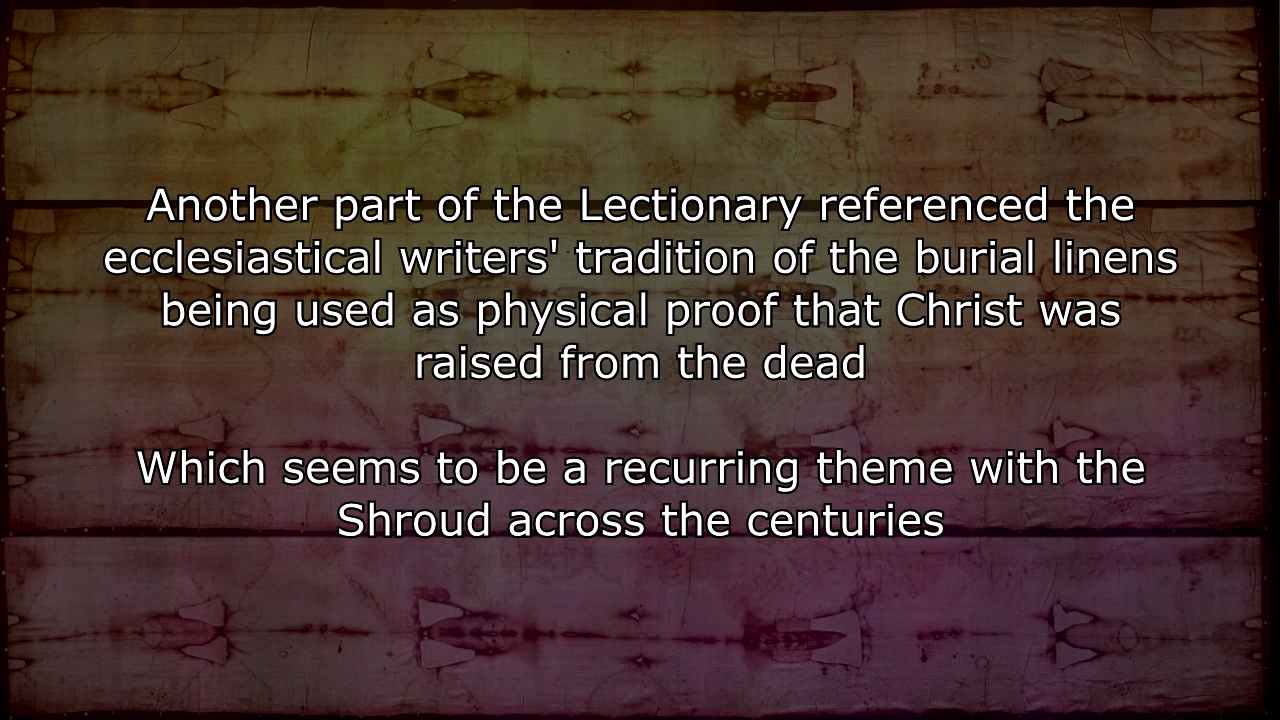 Another part of the Lectionary referenced the
ecclesiastical writers' tradition of the burial linens
being used as physical proof that Christ was
raised from the dead
Which seems to be a recurring theme with the
Shroud across the centuries